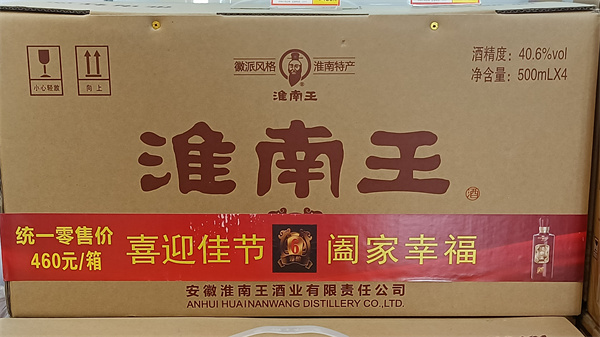 小心轻放
向上
徽派风格
淮南特产
淮南王
酒精度：40.6%vol
净含量：500mLX4
淮南王
酒
统一零售价
460元/箱
喜迎佳节
6
阖家幸福
安徽淮南王酒业有限责任公司
ANHUI HUAINANWANG DISTILLERY CO.,LTD.